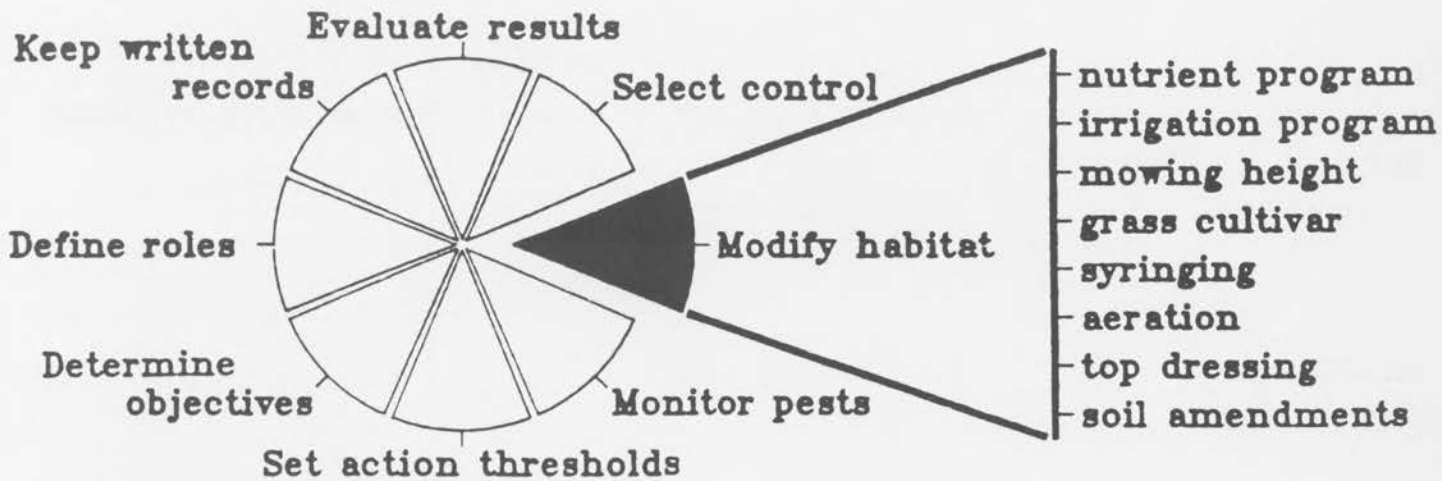 Evaluate results
Keep written
records
Select control
Define roles
Modify habitat
Determine
objectives
Monitor pests
Set action thresholds
nutrient program
irrigation program
mowing height
grass cultivar
syringing
aeration
top dressing
soil amendments